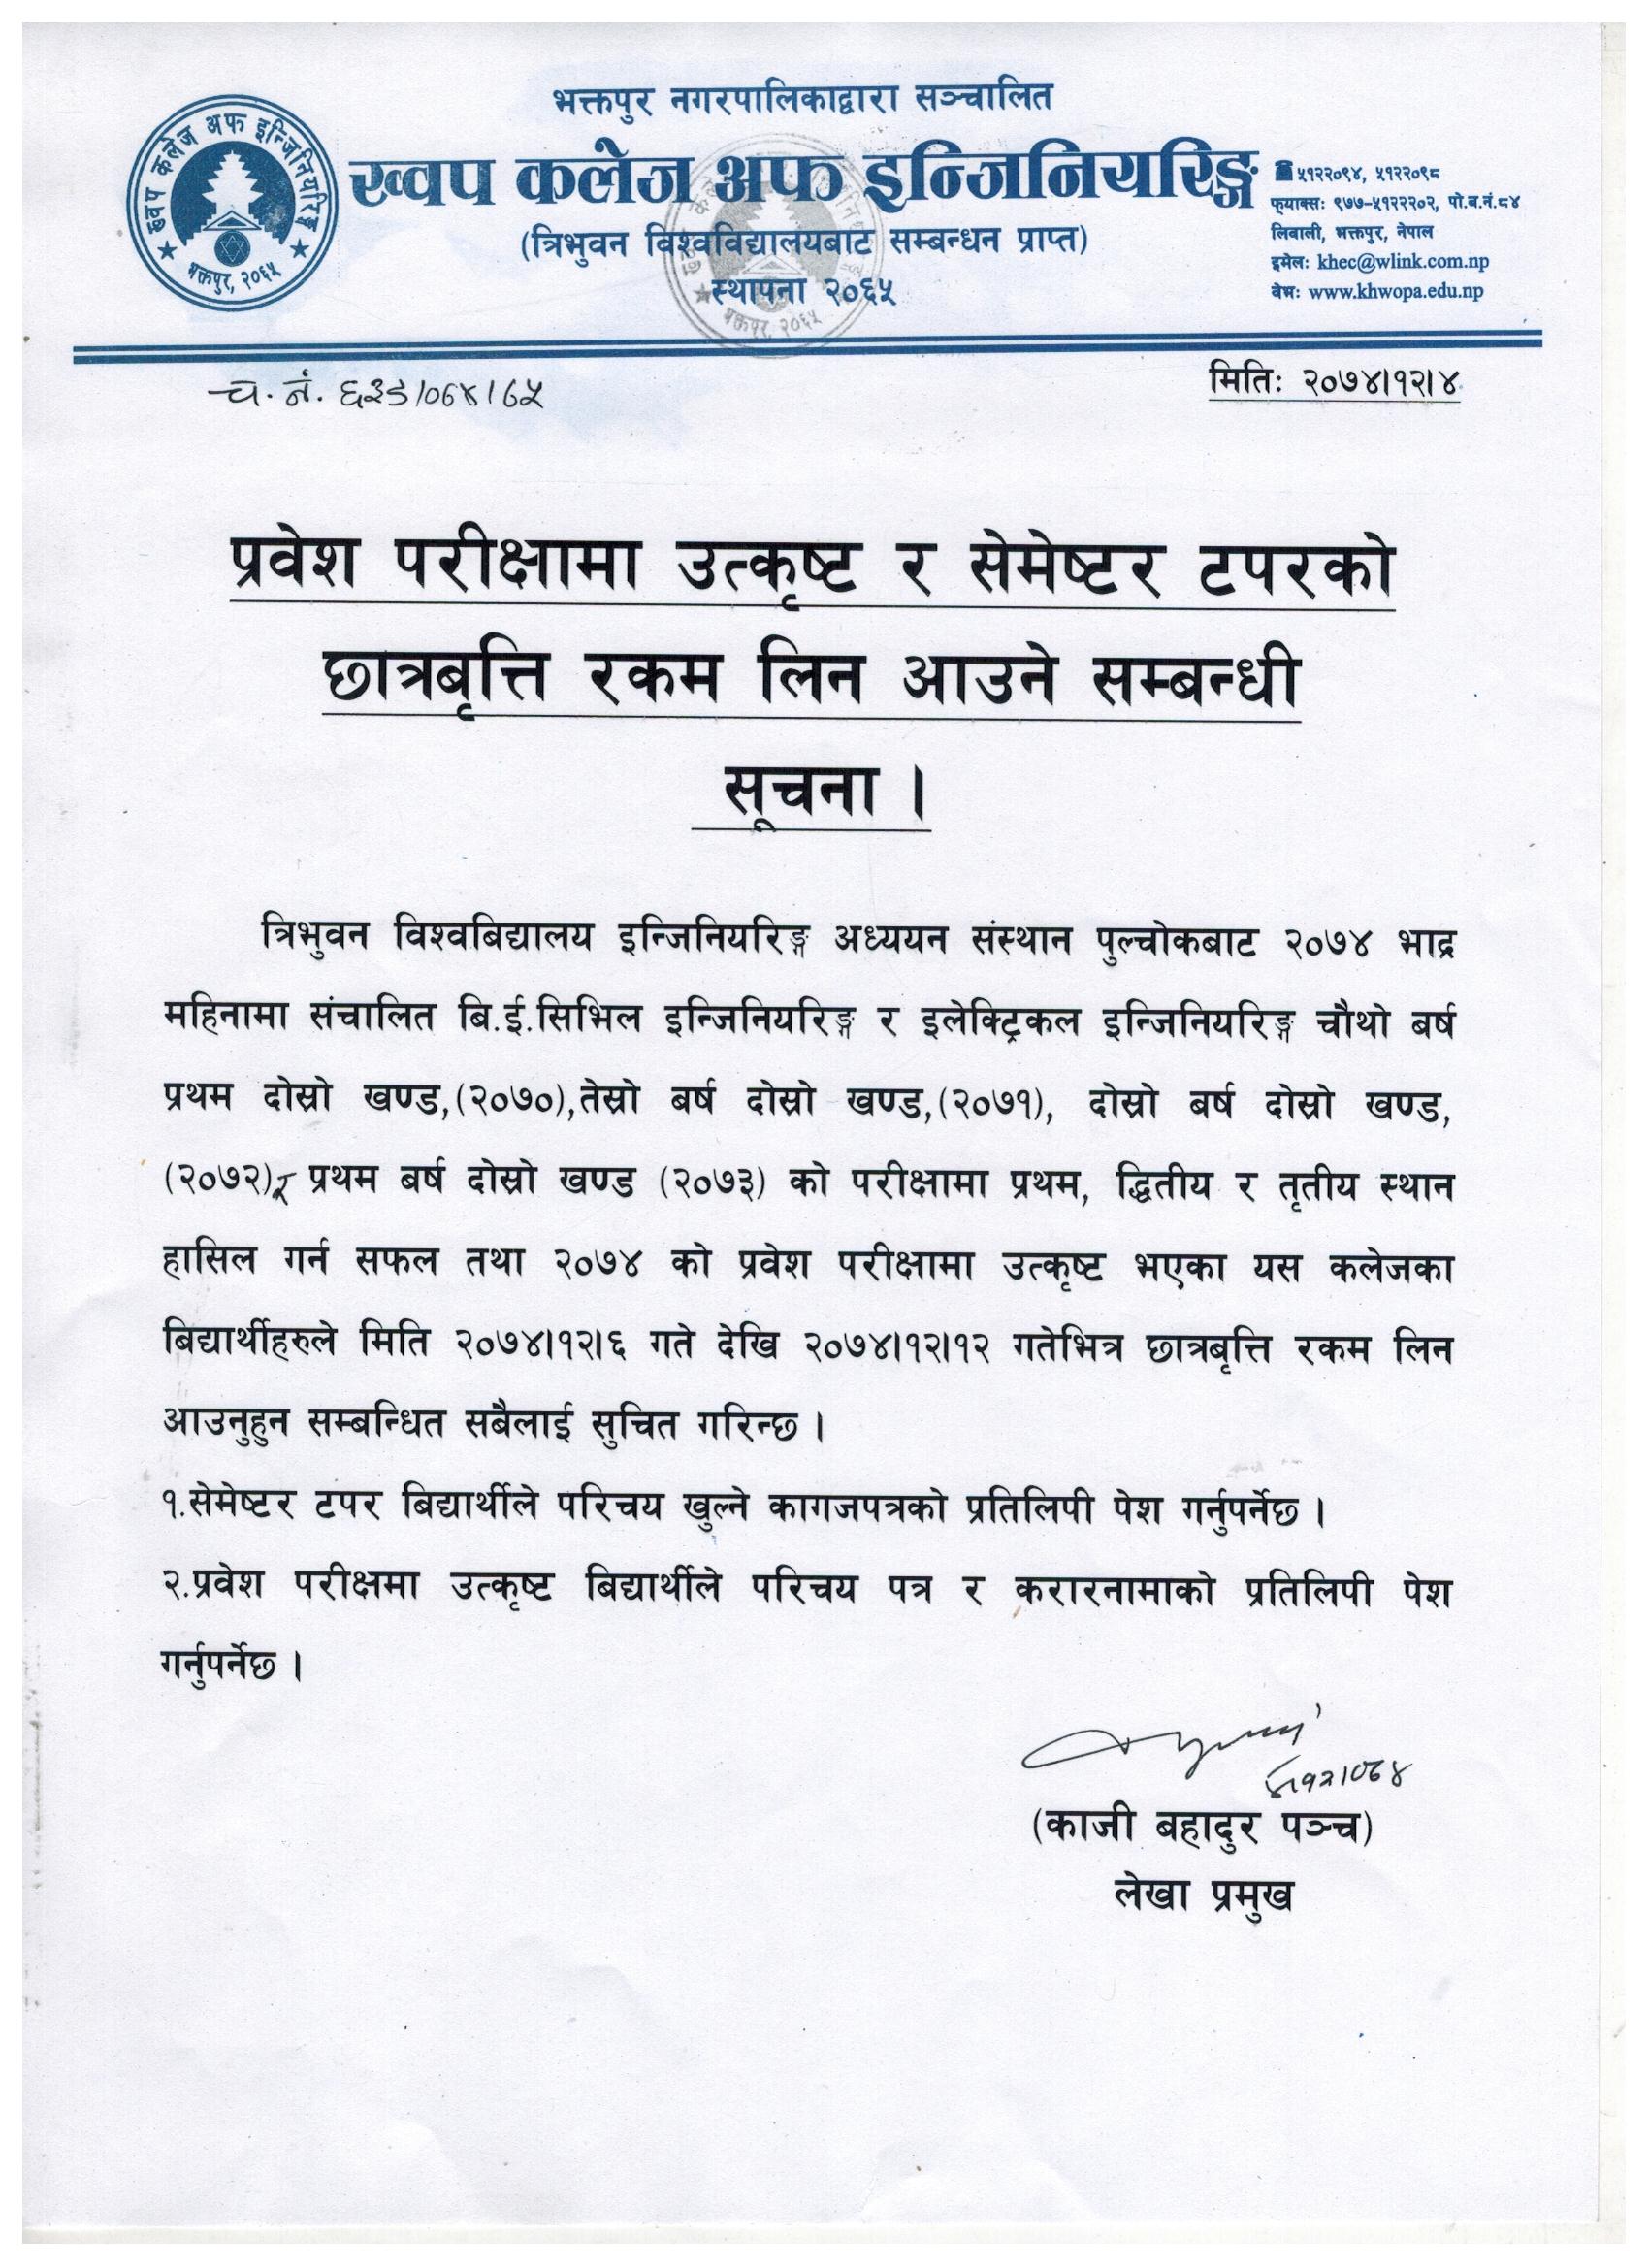 भक्तपुर नगरपालिकाद्वारा सञ्चालित
ख्वप कलेज अफ इन्जिनियरिङ्ग
(त्रिभुवन विश्वविद्यालयबाट सम्बन्धन प्राप्त)
स्थापना २०६५
ख्वप कलेज अफ इन्जिनियरिङ्ग
भक्तपुर, २०६५
५१२२०९४, ५१२२०९८
फ्याक्सः ९७७-५१२२२०२, पो.ब.नं.८४
लिवाली, भक्तपुर, नेपाल
इमेलः khec@wlink.com.np
वेभः www.khwopa.edu.np
च. नं. /०७४/७५
मितिः २०७४।१२।४
प्रवेश परीक्षामा उत्कृष्ट र सेमेष्टर टपरको
छात्रबृत्ति रकम लिन आउने सम्बन्धी
सूचना ।
त्रिभुवन विश्वबिद्यालय इन्जिनियरिङ्ग अध्ययन संस्थान पुल्चोकबाट २०७४ भाद्र
महिनामा संचालित बि.ई.सिभिल इन्जिनियरिङ्ग र इलेक्ट्रिकल इन्जिनियरिङ्ग चौथो बर्ष
प्रथम दोस्रो खण्ड,(२०७०),तेस्रो बर्ष दोस्रो खण्ड,(२०७१), दोस्रो बर्ष दोस्रो खण्ड,
(२०७२) र प्रथम बर्ष दोस्रो खण्ड (२०७३) को परीक्षामा प्रथम, द्धितीय र तृतीय स्थान
हासिल गर्न सफल तथा २०७४ को प्रवेश परीक्षामा उत्कृष्ट भएका यस कलेजका
बिद्यार्थीहरुले मिति २०७४।१२।६ गते देखि २०७४।१२।१२ गतेभित्र छात्रबृत्ति रकम लिन
आउनुहुन सम्बन्धित सबैलाई सुचित गरिन्छ ।
१.सेमेष्टर टपर बिद्यार्थीले परिचय खुल्ने कागजपत्रको प्रतिलिपी पेश गर्नुपर्नेछ ।
२.प्रवेश परीक्षमा उत्कृष्ट बिद्यार्थीले परिचय पत्र र करारनामाको प्रतिलिपी पेश
गर्नुपर्नेछ ।
४।१२।०७४
(काजी बहादुर पञ्च)
लेखा प्रमुख